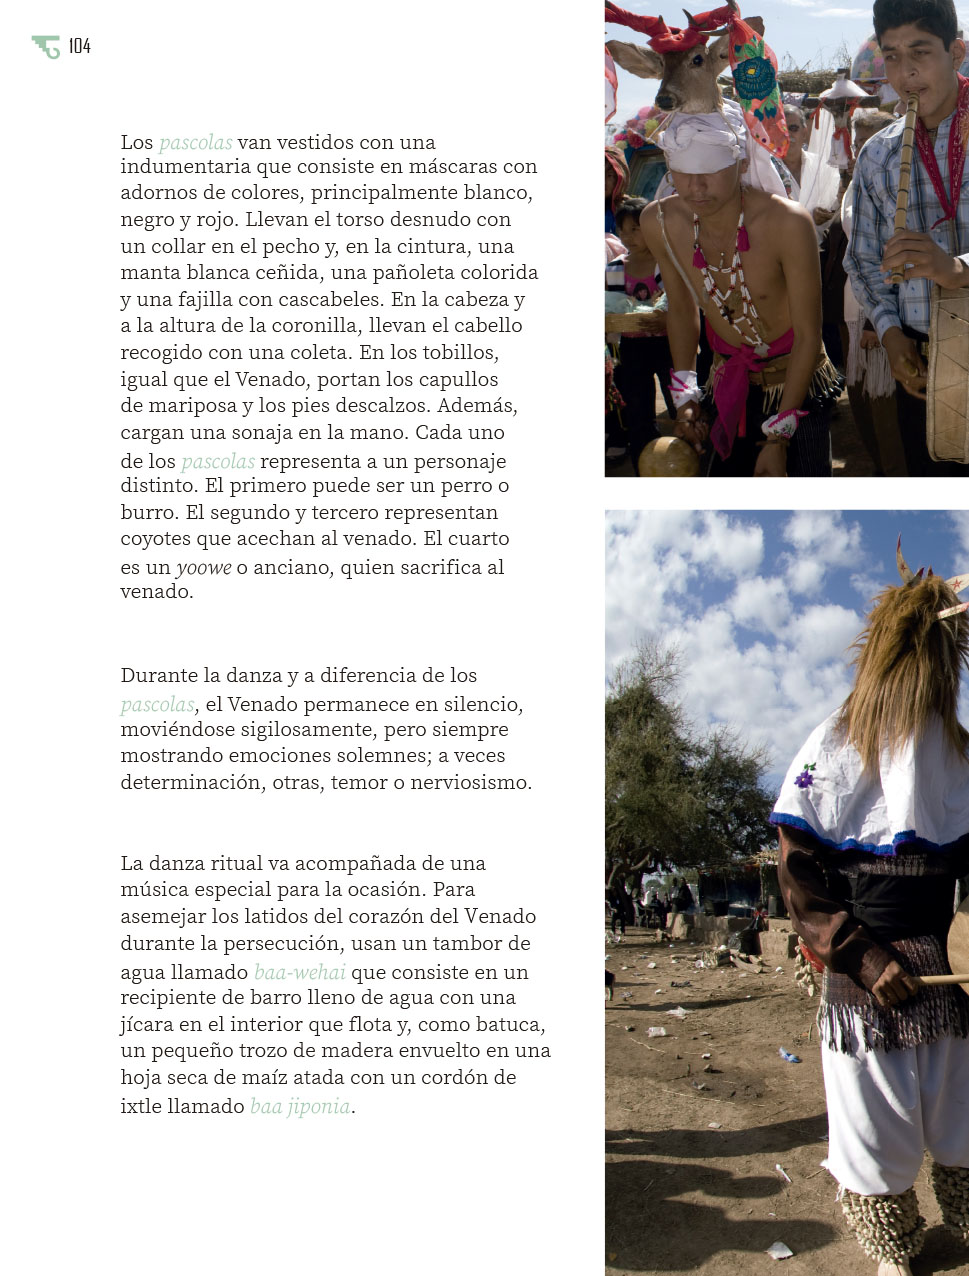 104
Los pascolas van vestidos con una
indumentaria que consiste en máscaras con
adornos de colores, principalmente blanco,
negro y rojo. Llevan el torso desnudo con
un collar en el pecho y, en la cintura, una
manta blanca ceñida, una pañoleta colorida
y una fajilla con cascabeles. En la cabeza y
a la altura de la coronilla, llevan el cabello
recogido con una coleta. En los tobillos,
igual que el Venado, portan los capullos
de mariposa y los pies descalzos. Además,
cargan una sonaja en la mano. Cada uno
de los pascolas representa a un personaje
distinto. El primero puede ser un perro o
burro. El segundo y tercero representan
coyotes que acechan al venado. El cuarto
es un yoowe o anciano, quien sacrifica al
venado.
Durante la danza y a diferencia de los
pascolas, el Venado permanece en silencio,
moviéndose sigilosamente, pero siempre
mostrando emociones solemnes; a veces
determinación, otras, temor o nerviosismo.
La danza ritual va acompañada de una
música especial para la ocasión. Para
asemejar los latidos del corazón del Venado
durante la persecución, usan un tambor de
agua llamado baa-wehai que consiste en un
recipiente de barro lleno de agua con una
jícara en el interior que flota y, como batuca,
un pequeño trozo de madera envuelto en una
hoja seca de maíz atada con un cordón de
ixtle llamado baa jiponia.